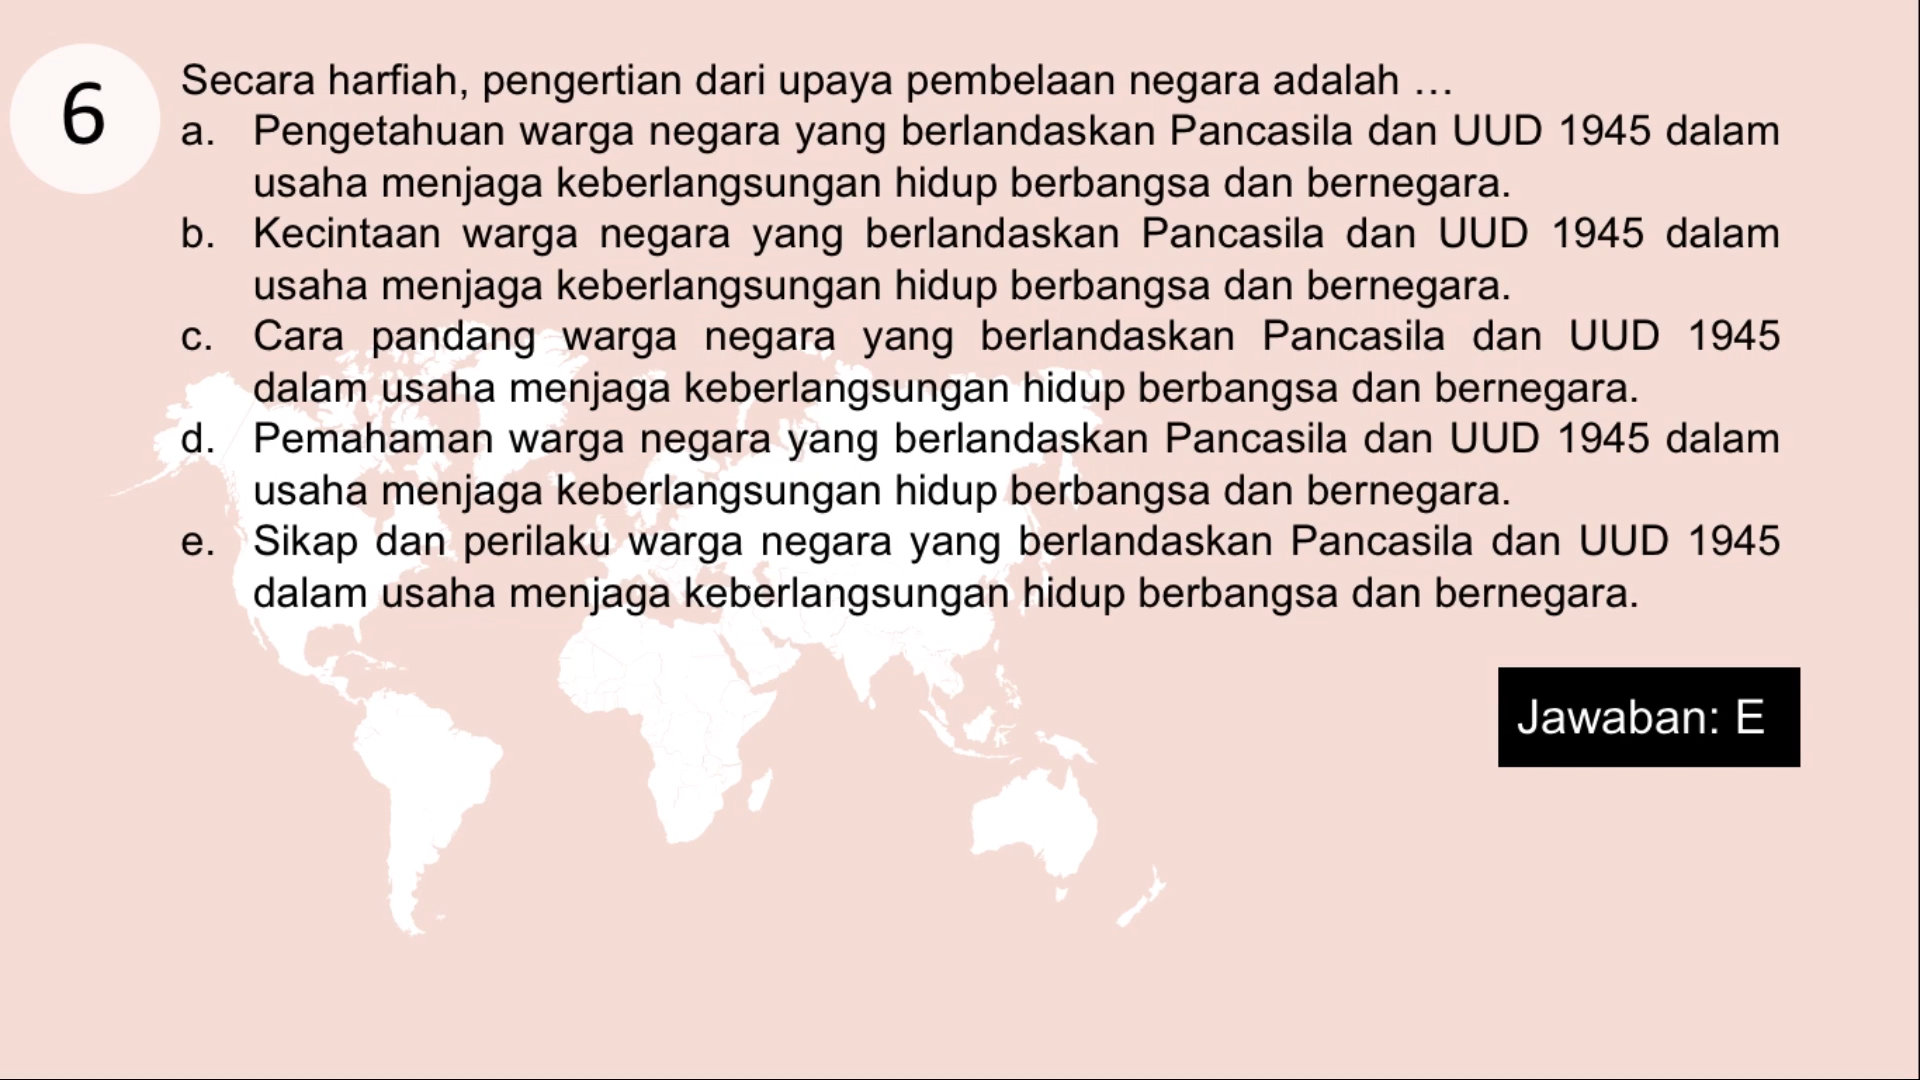 6
Secara harfiah, pengertian dari upaya pembelaan negara adalah …
a. Pengetahuan warga negara yang berlandaskan Pancasila dan UUD 1945 dalam
usaha menjaga keberlangsungan hidup berbangsa dan bernegara.
b. Kecintaan warga negara yang berlandaskan Pancasila dan UUD 1945 dalam
usaha menjaga keberlangsungan hidup berbangsa dan bernegara.
c. Cara pandang warga negara yang berlandaskan Pancasila dan UUD 1945
dalam usaha menjaga keberlangsungan hidup berbangsa dan bernegara.
d. Pemahaman warga negara yang berlandaskan Pancasila dan UUD 1945 dalam
usaha menjaga keberlangsungan hidup berbangsa dan bernegara.
e. Sikap dan perilaku warga negara yang berlandaskan Pancasila dan UUD 1945
dalam usaha menjaga keberlangsungan hidup berbangsa dan bernegara.
Jawaban: E